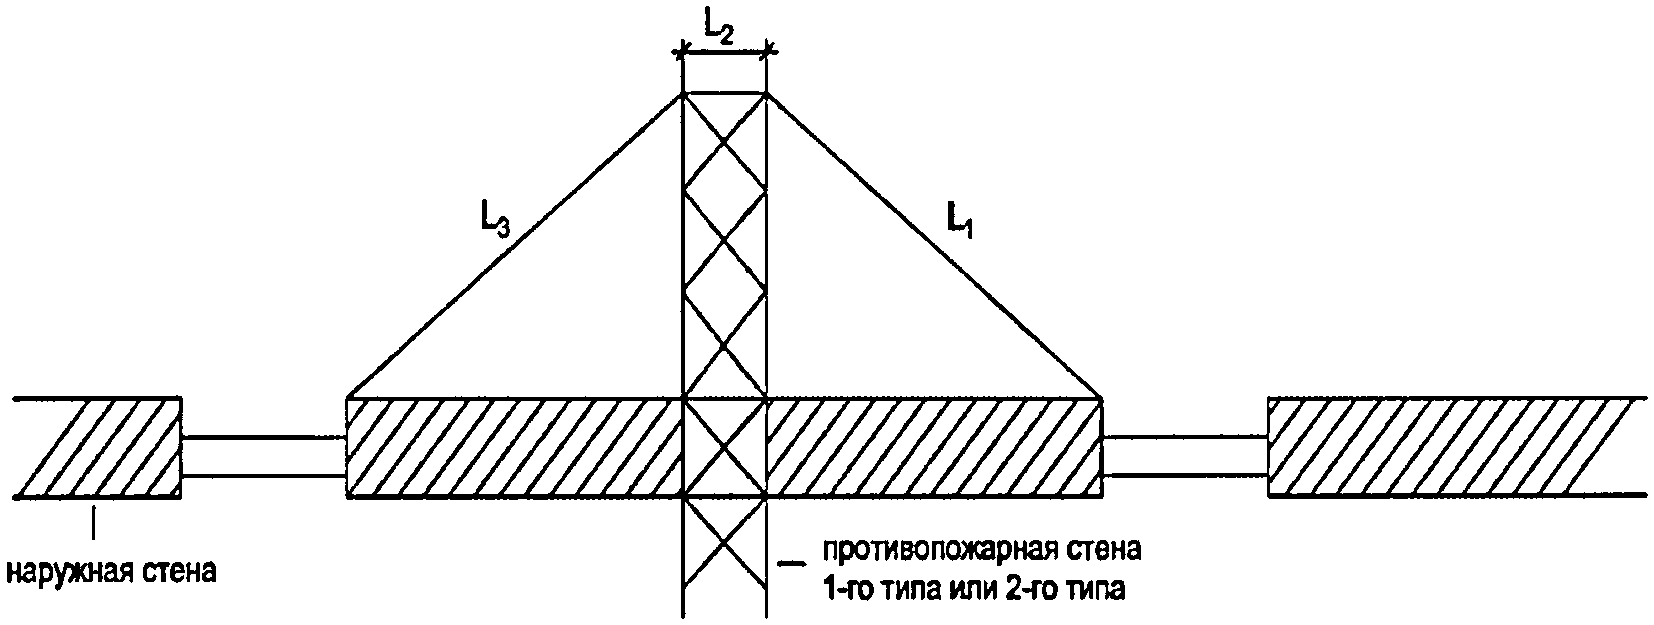 L₂
L₃
L₁
наружная стена
противопожарная стена
1-го типа или 2-го типа